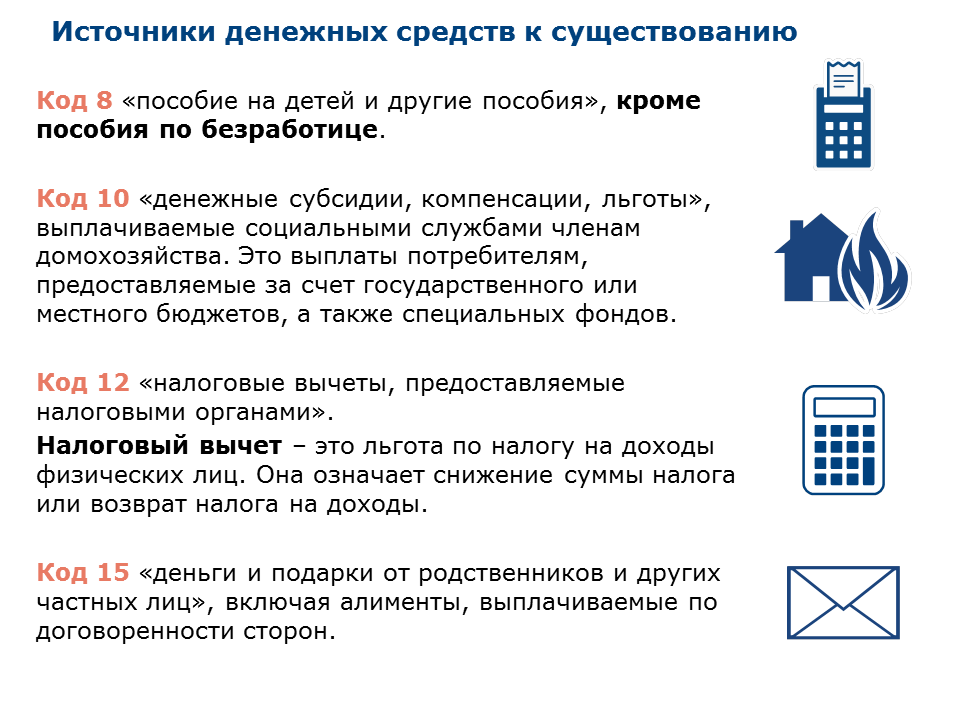 Источники денежных средств к существованию
Код 8 «пособие на детей и другие пособия», кроме
пособия по безработице.
Код 10 «денежные субсидии, компенсации, льготы»,
выплачиваемые социальными службами членам
домохозяйства. Это выплаты потребителям,
предоставляемые за счет государственного или
местного бюджетов, а также специальных фондов.
Код 12 «налоговые вычеты, предоставляемые
налоговыми органами».
Налоговый вычет – это льгота по налогу на доходы
физических лиц. Она означает снижение суммы налога
или возврат налога на доходы.
Код 15 «деньги и подарки от родственников и других
частных лиц», включая алименты, выплачиваемые по
договоренности сторон.